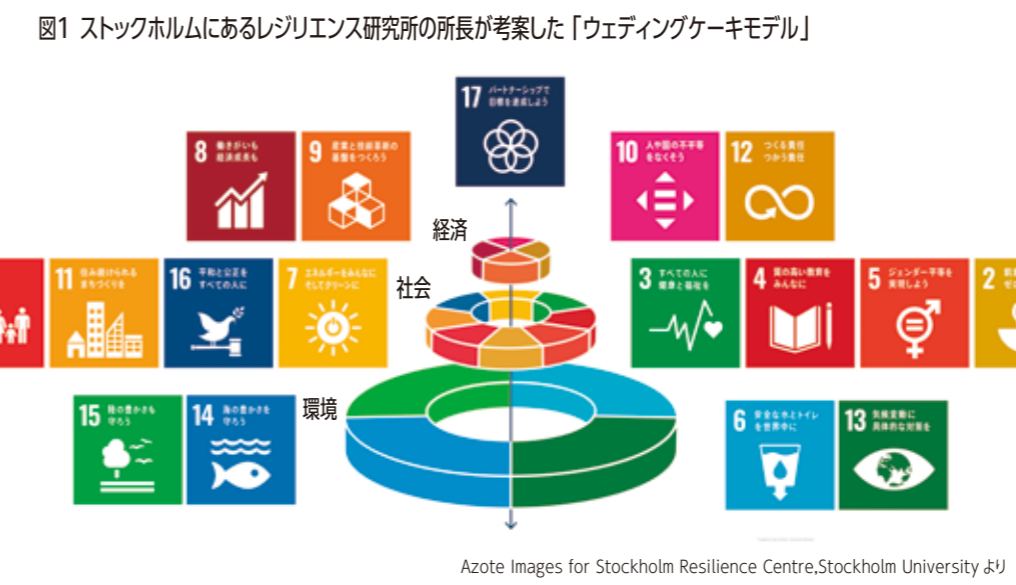 図1 ストックホルムにあるレジリエンス研究所の所長が考案した「ウェディングケーキモデル」
17 パートナーシップで
目標を達成しよう
8 働きがいも
経済成長も
9 産業と技術革新の
基盤をつくろう
10 人や国の不平等
をなくそう
12 つくる責任
つかう責任
経済
11 住み続けられる
まちづくりを
16 平和と公正を
すべての人に
7 エネルギーをみんなに
そしてクリーンに
社会
3 すべての人に
健康と福祉を
4 質の高い教育を
みんなに
5 ジェンダー平等を
実現しよう
2
環境
15 陸の豊かさも
守ろう
14 海の豊かさを
守ろう
6 安全な水とトイレ
を世界中に
13 気候変動に
具体的な対策を
Azote Images for Stockholm Resilience Centre,Stockholm University より